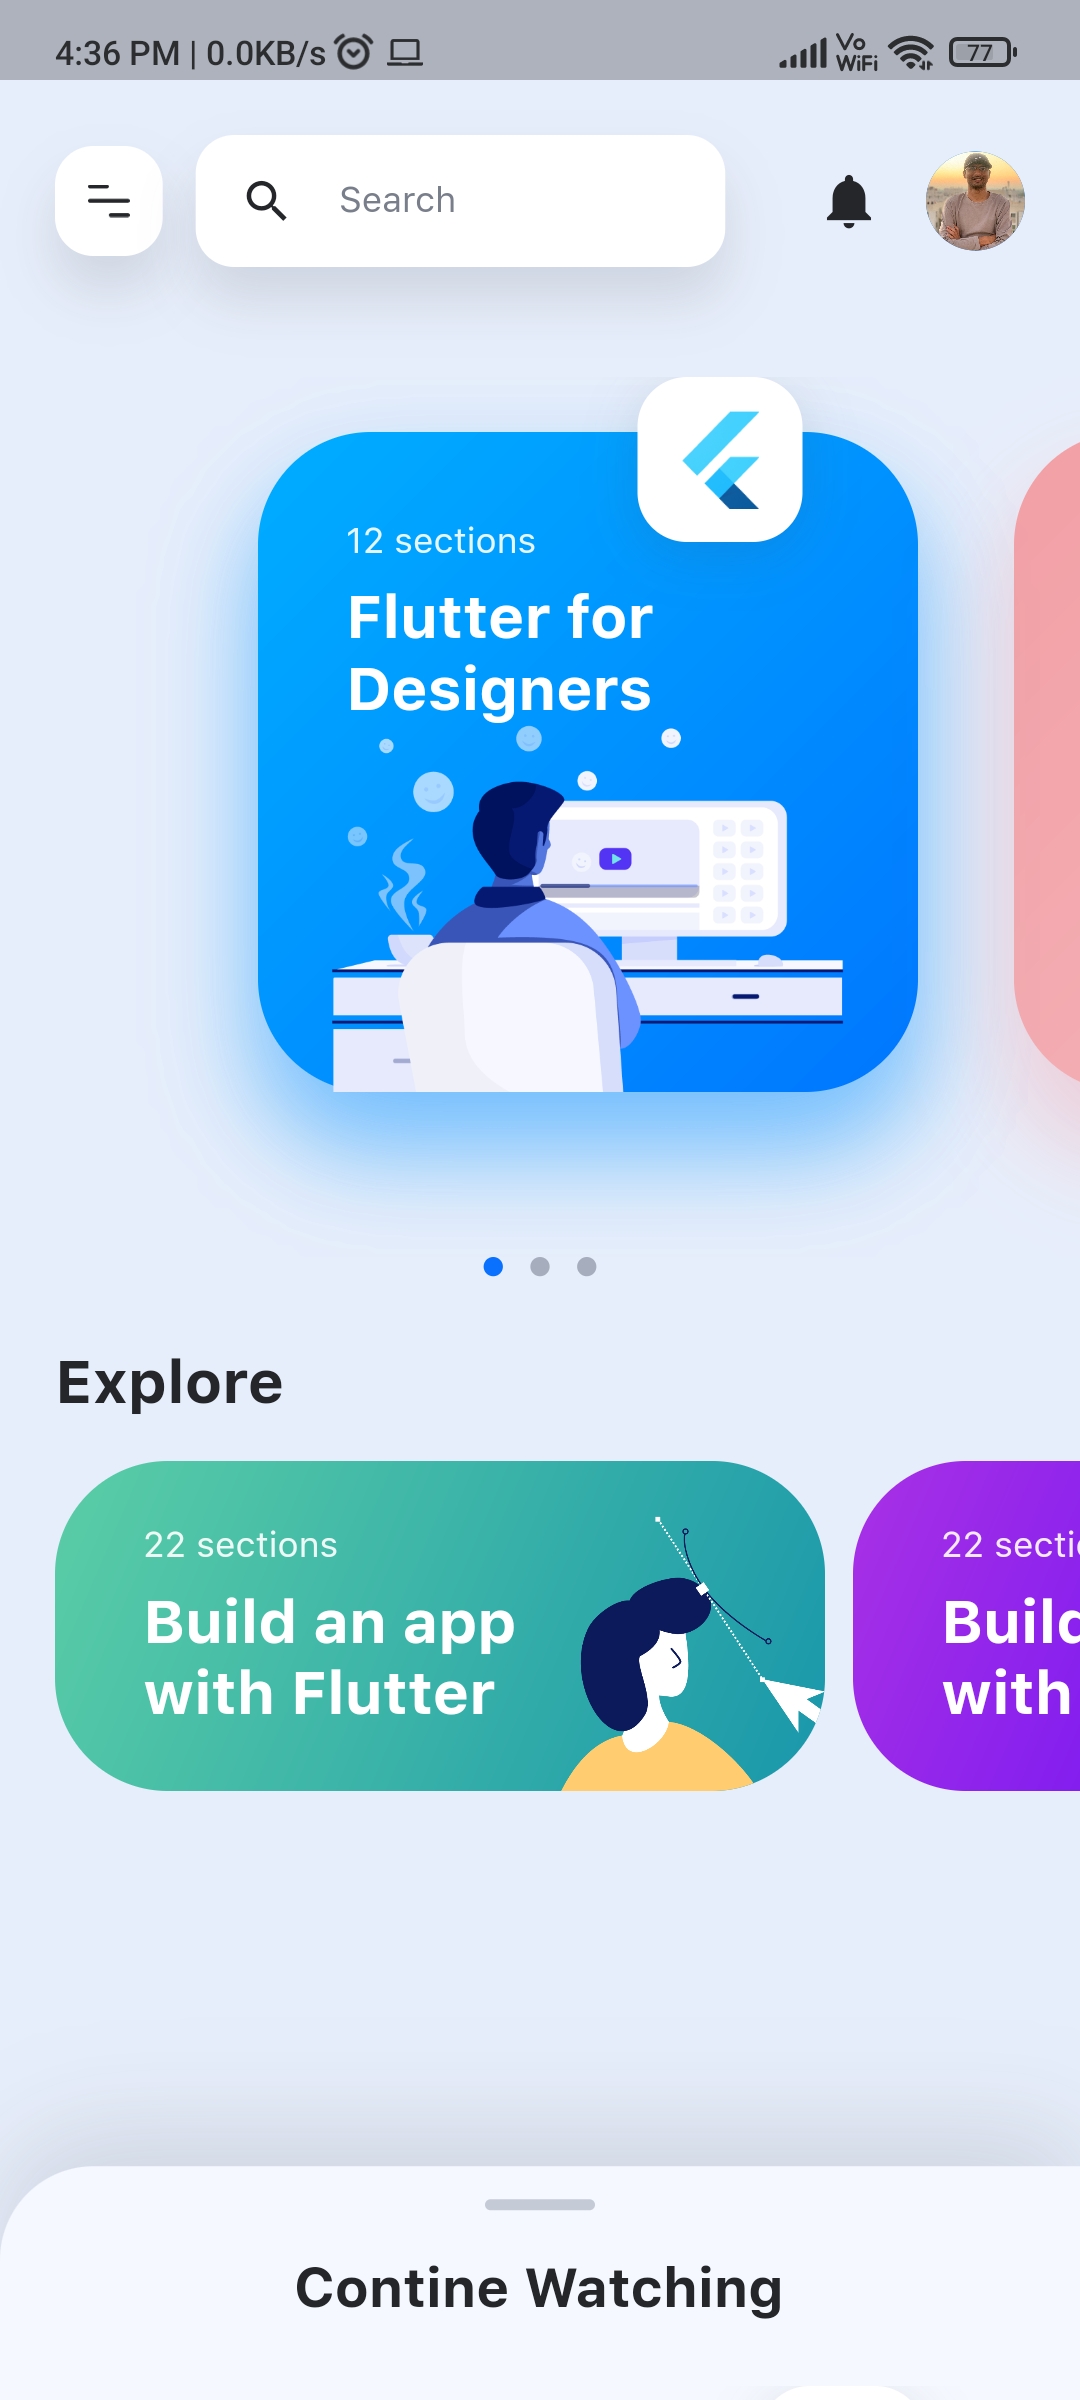 4:36 PM | 0.0KB/s
Vo
WiFi
77
Search
12 sections
Flutter for
Designers
Explore
22 sections
Build an app
with Flutter
22 secti
Build
with
Contine Watching